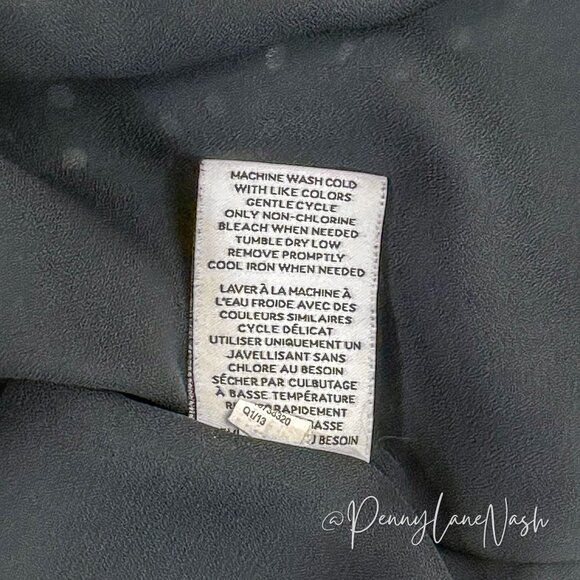 MACHINE WASH COLD
WITH LIKE COLORS
GENTLE CYCLE
ONLY NON-CHLORINE
BLEACH WHEN NEEDED
TUMBLE DRY LOW
REMOVE PROMPTLY
COOL IRON WHEN NEEDED
LAVER À LA MACHINE À
L'EAU FROIDE AVEC DES
COULEURS SIMILAIRES
CYCLE DÉLICAT
UTILISER UNIQUEMENT UN
JAVELLISANT SANS
CHLORE AU BESOIN
SÉCHER PAR CULBUTAGE
À BASSE TEMPÉRATURE
RAPIDEMENT
Q1/13
BESOIN
@PennyLaneNash